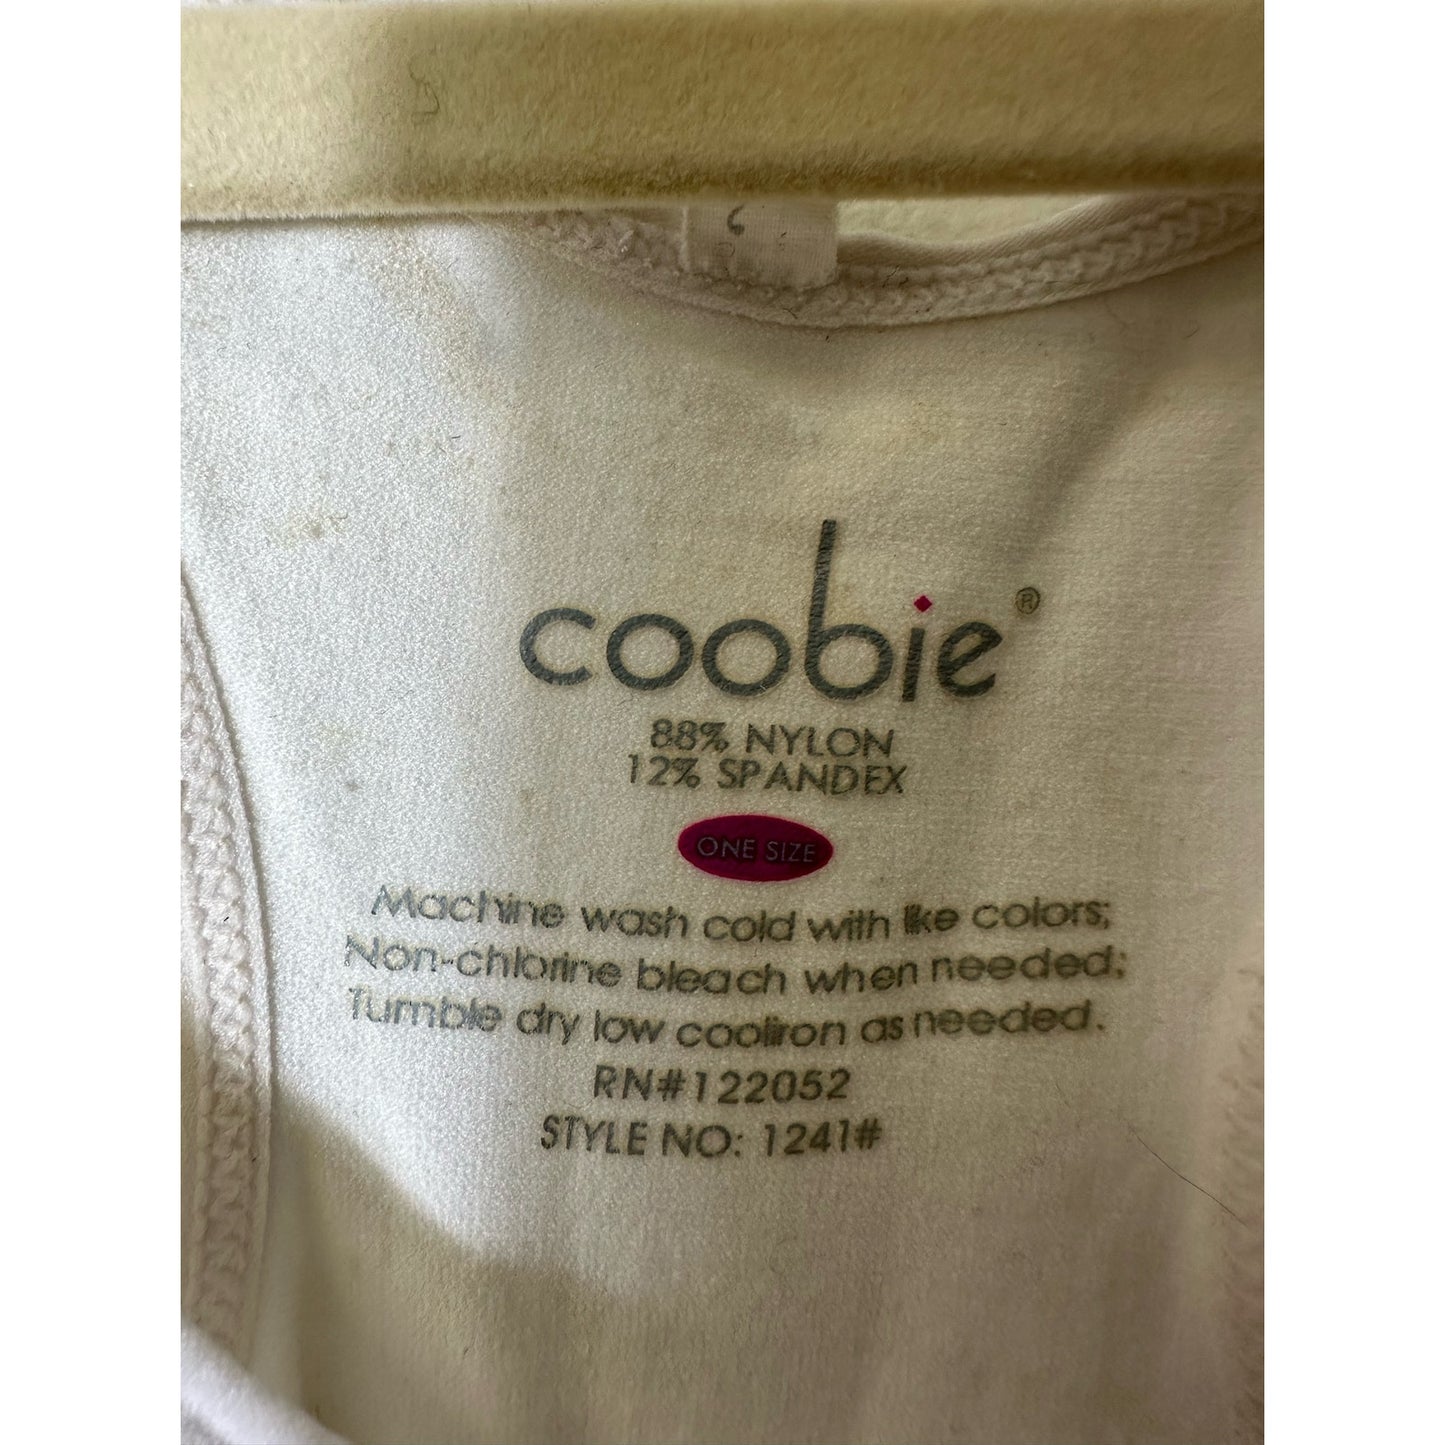 coobie®
88% NYLON
12% SPANDEX
ONE SIZE
Machine wash cold with like colors;
Non-chlorine bleach when needed;
Tumble dry low cooliron as needed.
RN#122052
STYLE NO: 1241#